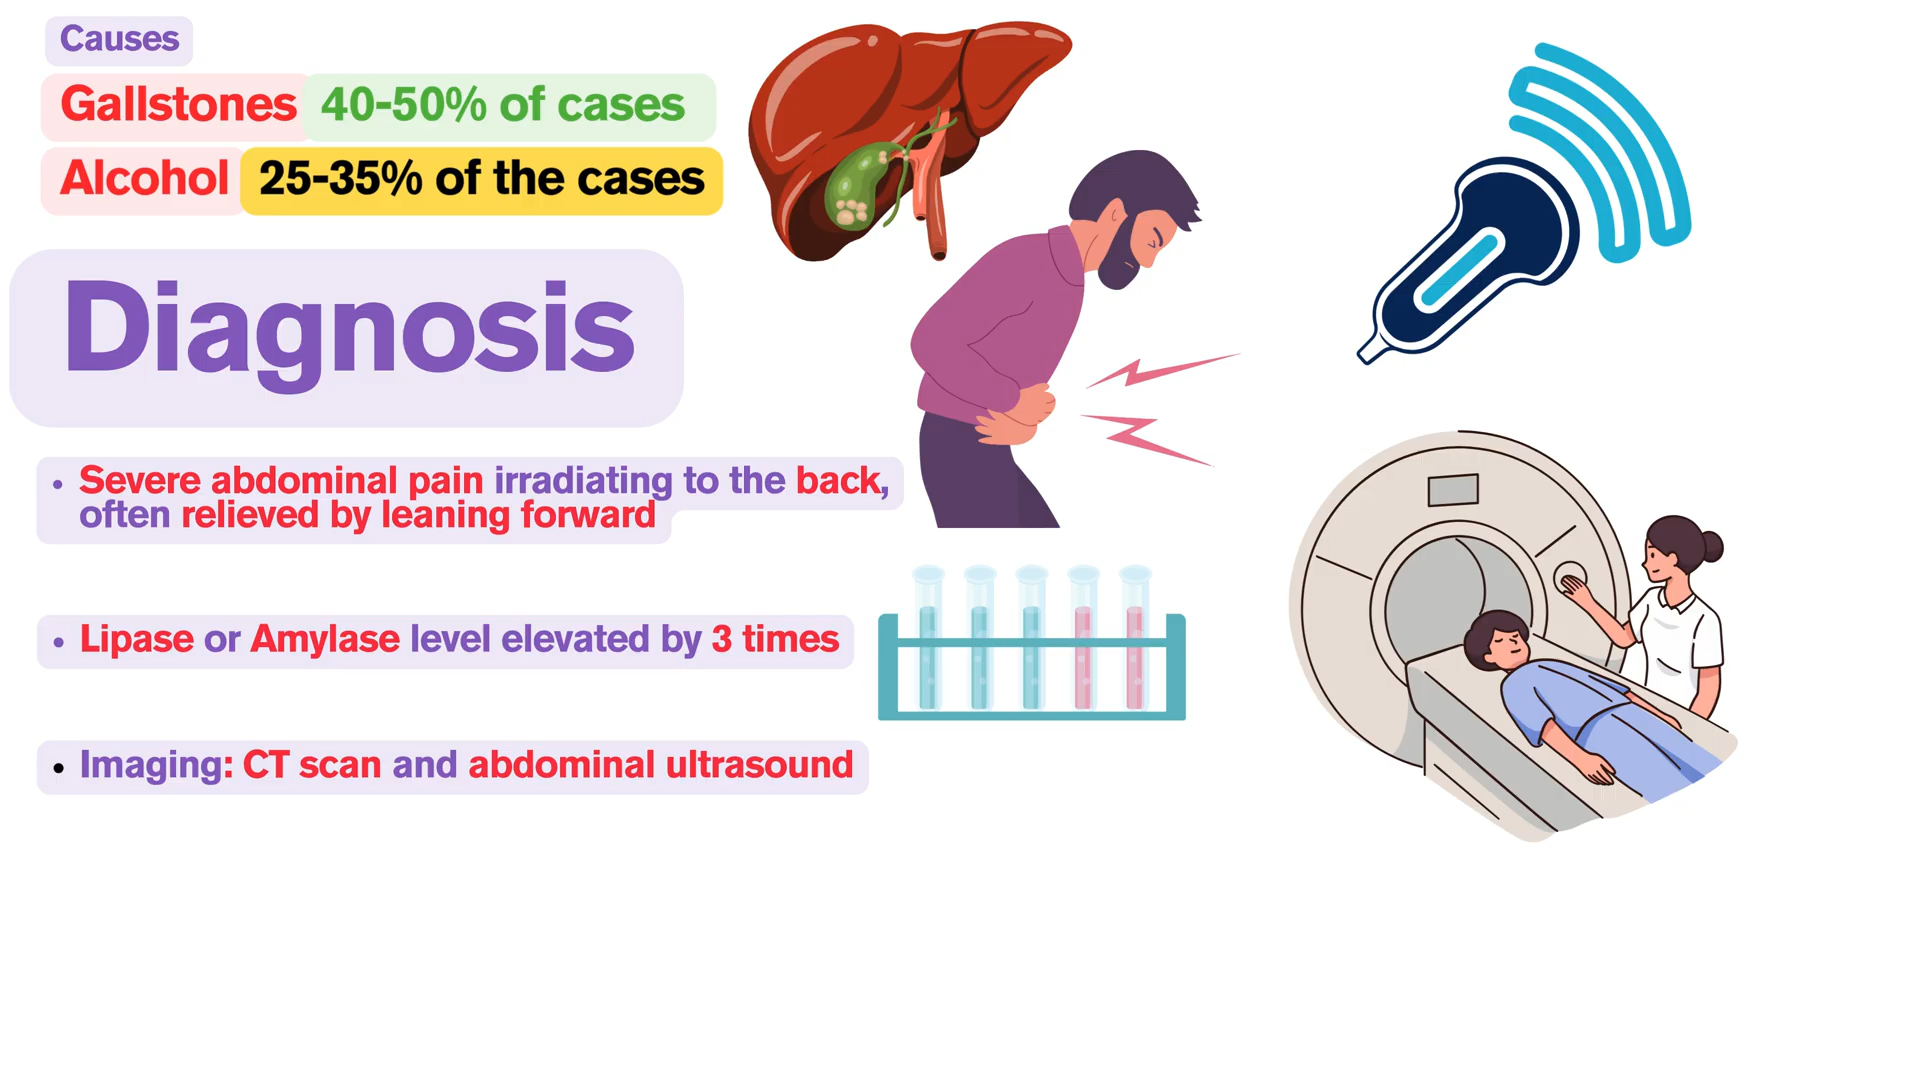 Causes
Gallstones 40-50% of cases
Alcohol 25-35% of the cases
Diagnosis
• Severe abdominal pain irradiating to the back,
often relieved by leaning forward
• Lipase or Amylase level elevated by 3 times
• Imaging: CT scan and abdominal ultrasound